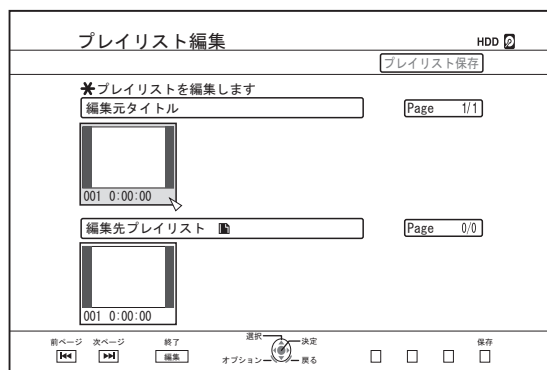 プレイリスト編集
HDD
プレイリスト保存
プレイリストを編集します
編集元タイトル
Page 1/1
001 0:00:00
編集先プレイリスト
Page 0/0
001 0:00:00
前ページ 次ページ 終了 選択 決定 保存
編集 オプション 戻る